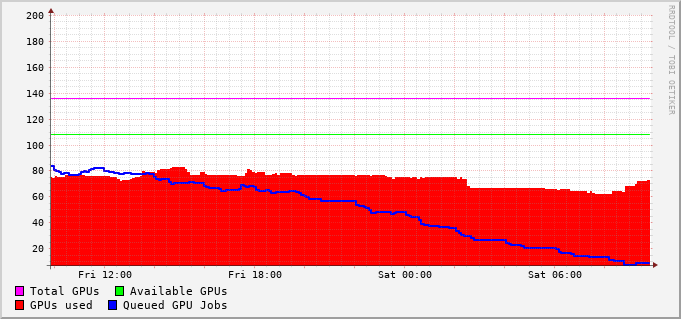 200
180
160
140
120
100
80
60
40
20
Fri 12:00 Fri 18:00 Sat 00:00 Sat 06:00
Total GPUs Available GPUs
GPUs used Queued GPU Jobs
RRDTOOL / TOBI OETIKER